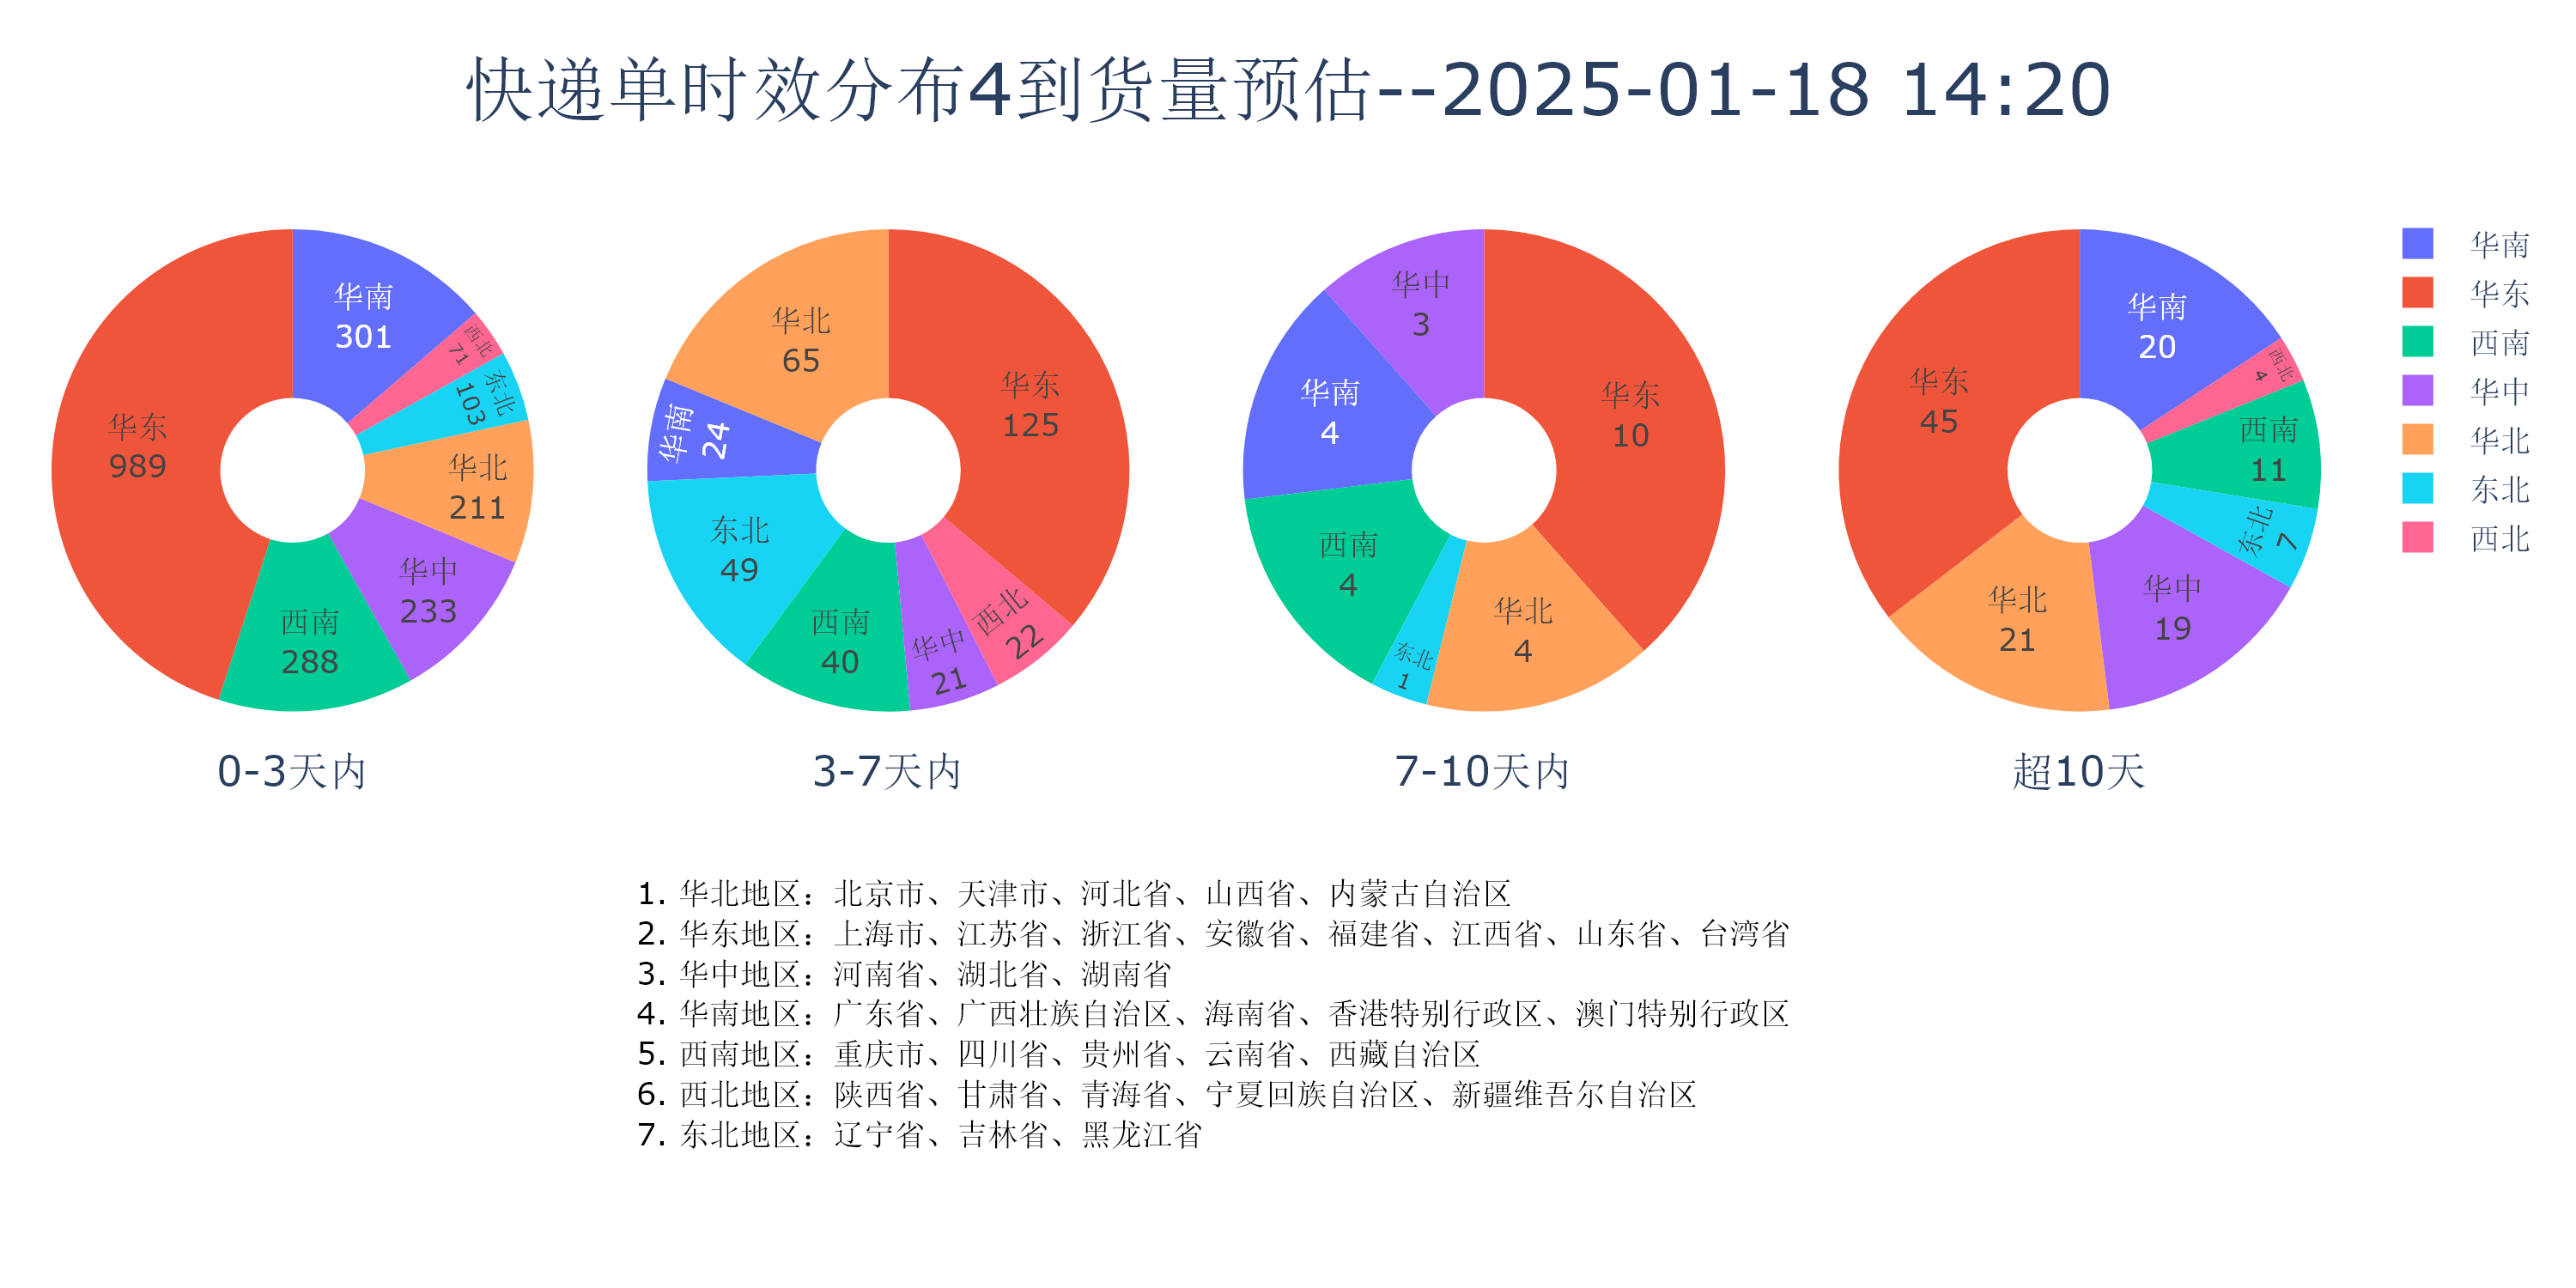 快递单时效分布4到货量预估--2025-01-18 14:20
华南
301
西北
71
东北
103
华北
211
华中
233
西南
288
华东
989
0-3天内
华东
125
西北
22
华中
21
西南
40
东北
49
华南
24
华北
65
3-7天内
华东
10
华北
4
东北
1
西南
4
华南
4
华中
3
7-10天内
华南
20
西北
4
西南
11
东北
7
华中
19
华北
21
华东
45
超10天
华南
华东
西南
华中
华北
东北
西北
1. 华北地区：北京市、天津市、河北省、山西省、内蒙古自治区
2. 华东地区：上海市、江苏省、浙江省、安徽省、福建省、江西省、山东省、台湾省
3. 华中地区：河南省、湖北省、湖南省
4. 华南地区：广东省、广西壮族自治区、海南省、香港特别行政区、澳门特别行政区
5. 西南地区：重庆市、四川省、贵州省、云南省、西藏自治区
6. 西北地区：陕西省、甘肃省、青海省、宁夏回族自治区、新疆维吾尔自治区
7. 东北地区：辽宁省、吉林省、黑龙江省